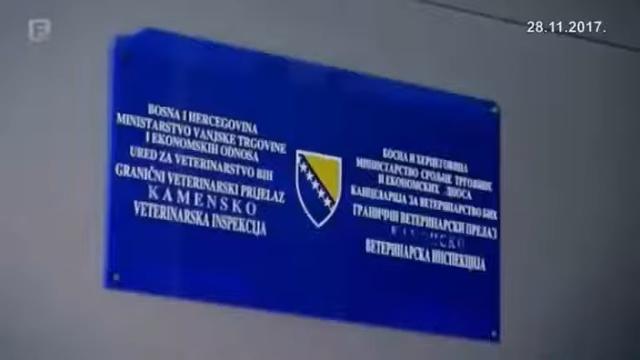 28.11.2017.
BOSNA I HERCEGOVINA
MINISTARSTVO VANJSKE TRGOVINE
I EKONOMSKIH ODNOSA
URED ZA VETERINARSTVO BIH
GRANIČNI VETERINARSKI PRIJELAZ
KAMENSKO
VETERINARSKA INSPEKCIJA
БОСНА И ХЕРЦЕГОВИНА
МИНИСТАРСТВО ТРГОВИНЕ
И ЕКОНОМСКИХ ОДНОСА
КАНЦЕЛАРИЈА ЗА ВЕТЕРИНАРСТВО БИХ
ГРАНИЧНИ ВЕТЕРИНАРСКИ ПРЕЛАЗ
ВЕТЕРИНАРСКА ИНСПЕКЦИЈА